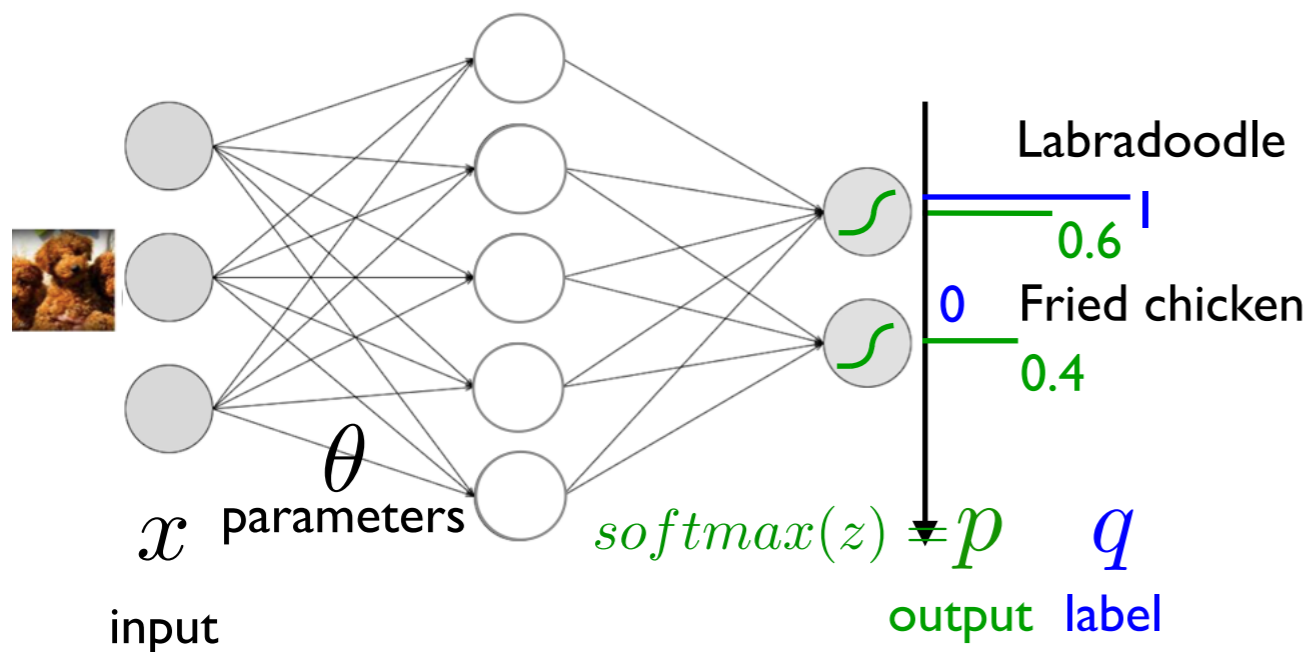 Labradoodle
1
0.6
0 Fried chicken
0.4
θ
parameters
x
softmax(z) = p
q
input
output
label